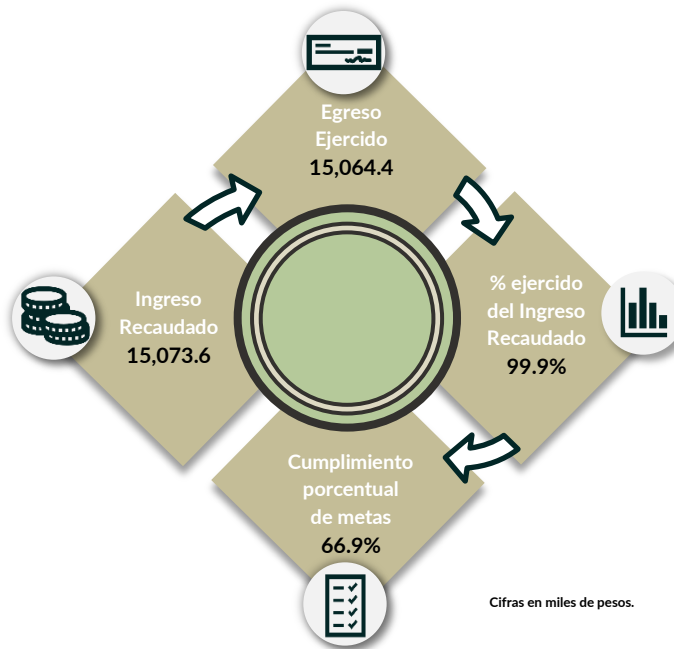 Egreso
Ejercido
15,064.4
Ingreso
Recaudado
15,073.6
% ejercido
del Ingreso
Recaudado
99.9%
Cumplimiento
porcentual
de metas
66.9%
Cifras en miles de pesos.